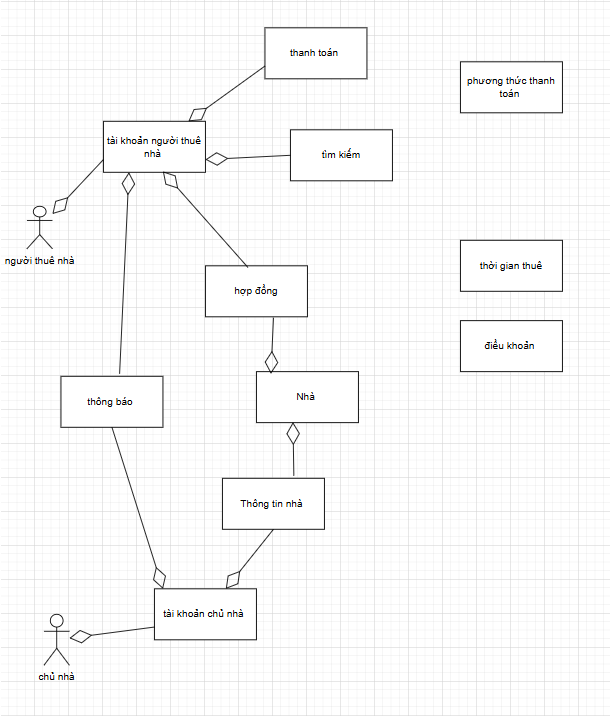 thanh toán
phương thức thanh
toán
tài khoản người thuê
nhà
tìm kiếm
người thuê nhà
thời gian thuê
hợp đồng
điều khoản
Nhà
thông báo
Thông tin nhà
tài khoản chủ nhà
chủ nhà